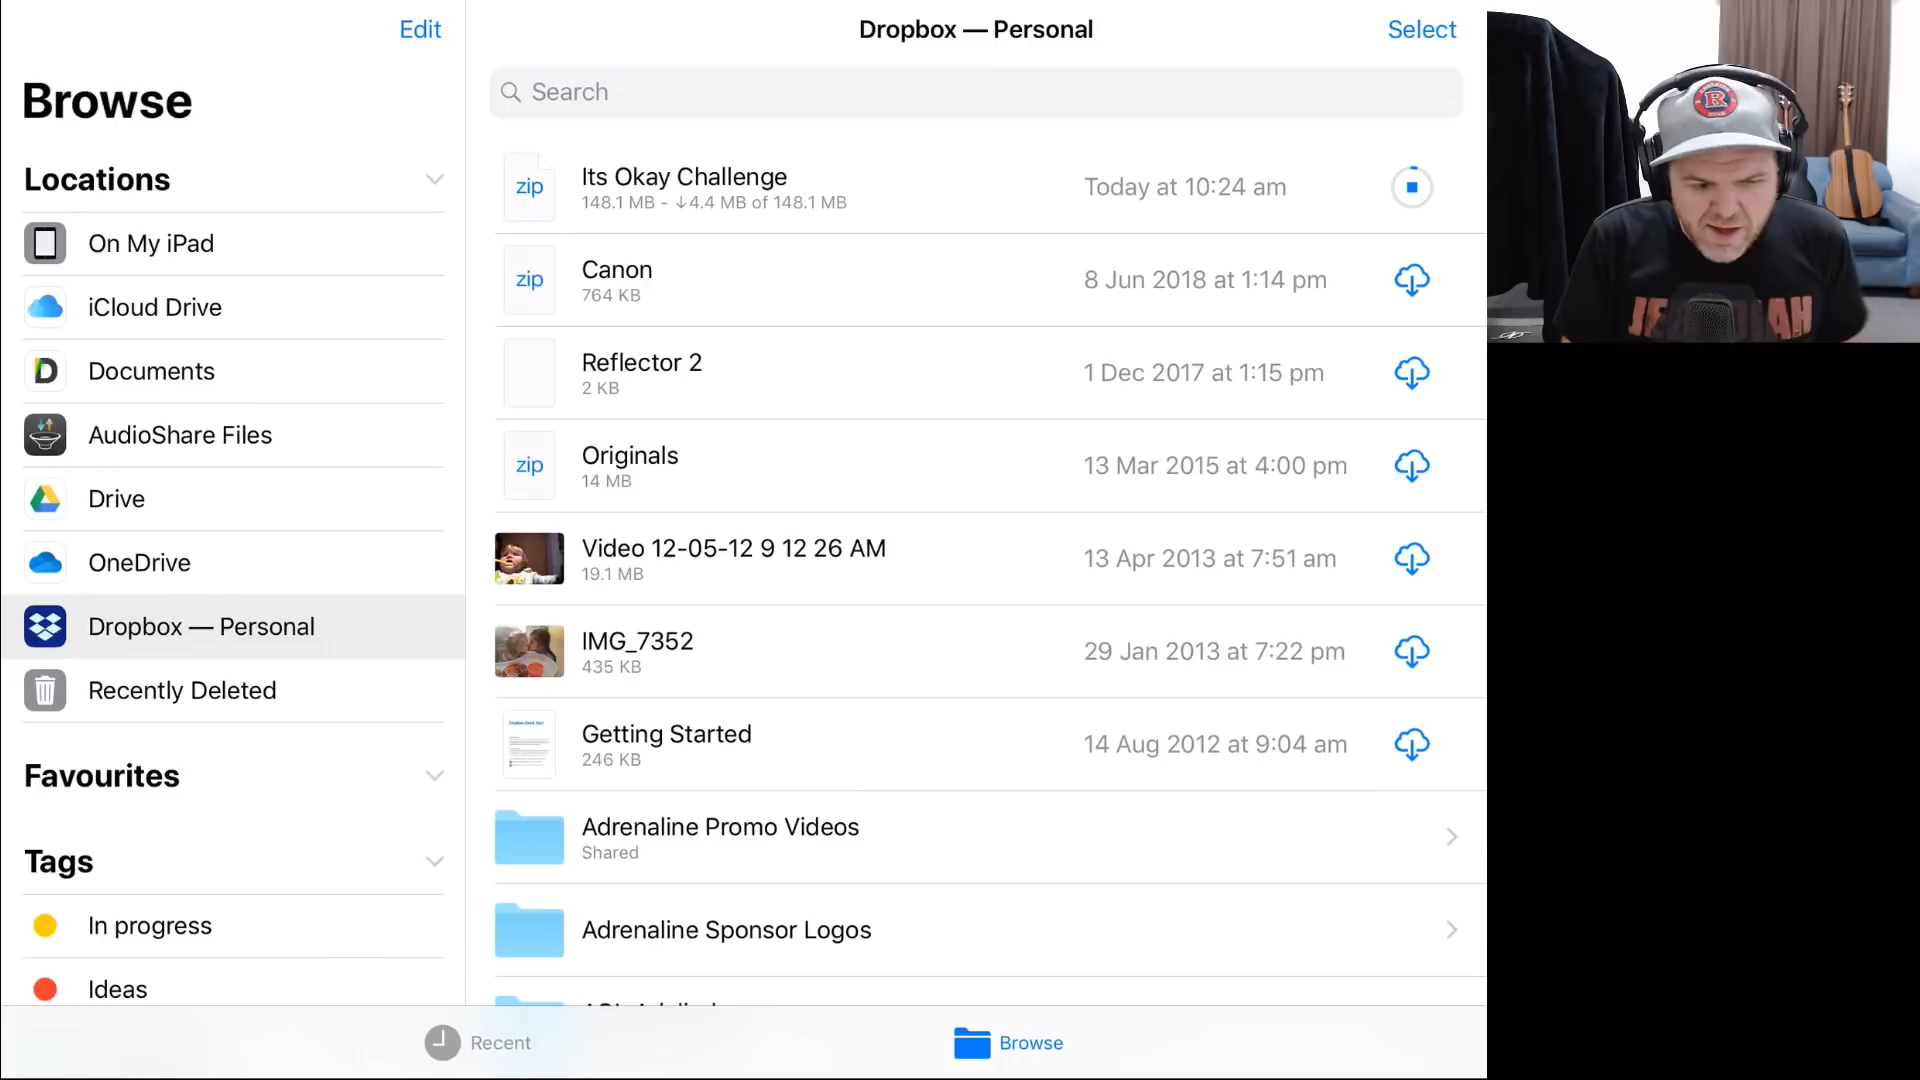 Edit
Browse
Locations
On My iPad
iCloud Drive
Documents
AudioShare Files
Drive
OneDrive
Dropbox — Personal
Recently Deleted
Favourites
Tags
In progress
Ideas
Dropbox — Personal
Select
Search
zip
Its Okay Challenge
148.1 MB - ↓4.4 MB of 148.1 MB
Today at 10:24 am
zip
Canon
764 KB
8 Jun 2018 at 1:14 pm
Reflector 2
2 KB
1 Dec 2017 at 1:15 pm
zip
Originals
14 MB
13 Mar 2015 at 4:00 pm
Video 12-05-12 9 12 26 AM
19.1 MB
13 Apr 2013 at 7:51 am
IMG_7352
435 KB
29 Jan 2013 at 7:22 pm
Getting Started
246 KB
14 Aug 2012 at 9:04 am
Adrenaline Promo Videos
Shared
Adrenaline Sponsor Logos
Recent
Browse
R